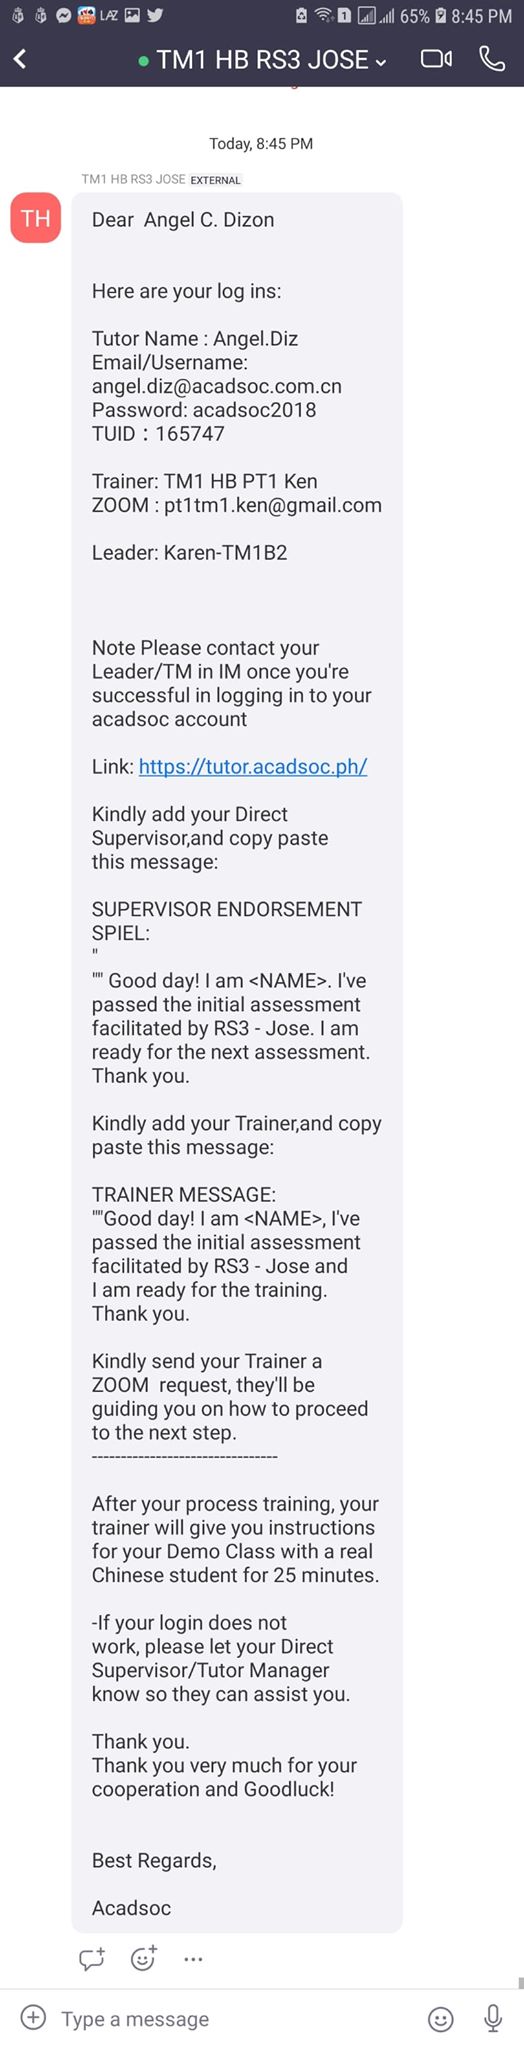 LAZ 1 65% 8:45 PM
TM1 HB RS3 JOSE
Today, 8:45 PM
TM1 HB RS3 JOSE EXTERNAL
TH
Dear  Angel C. Dizon
Here are your log ins:
Tutor Name : Angel.Diz
Email/Username:
angel.diz@acadsoc.com.cn
Password: acadsoc2018
TUID : 165747
Trainer: TM1 HB PT1 Ken
ZOOM : pt1tm1.ken@gmail.com
Leader: Karen-TM1B2
Note Please contact your
Leader/TM in IM once you're
successful in logging in to your
acadsoc account
Link: https://tutor.acadsoc.ph/
Kindly add your Direct
Supervisor,and copy paste
this message:
SUPERVISOR ENDORSEMENT
SPIEL:
"
"" Good day! I am <NAME>. I've
passed the initial assessment
facilitated by RS3 - Jose. I am
ready for the next assessment.
Thank you.
Kindly add your Trainer,and copy
paste this message:
TRAINER MESSAGE:
""Good day! I am <NAME>, I've
passed the initial assessment
facilitated by RS3 - Jose and
I am ready for the training.
Thank you.
Kindly send your Trainer a
ZOOM  request, they'll be
guiding you on how to proceed
to the next step.
--------------------------------
After your process training, your
trainer will give you instructions
for your Demo Class with a real
Chinese student for 25 minutes.
-If your login does not
work, please let your Direct
Supervisor/Tutor Manager
know so they can assist you.
Thank you.
Thank you very much for your
cooperation and Goodluck!
Best Regards,
Acadsoc
Type a message